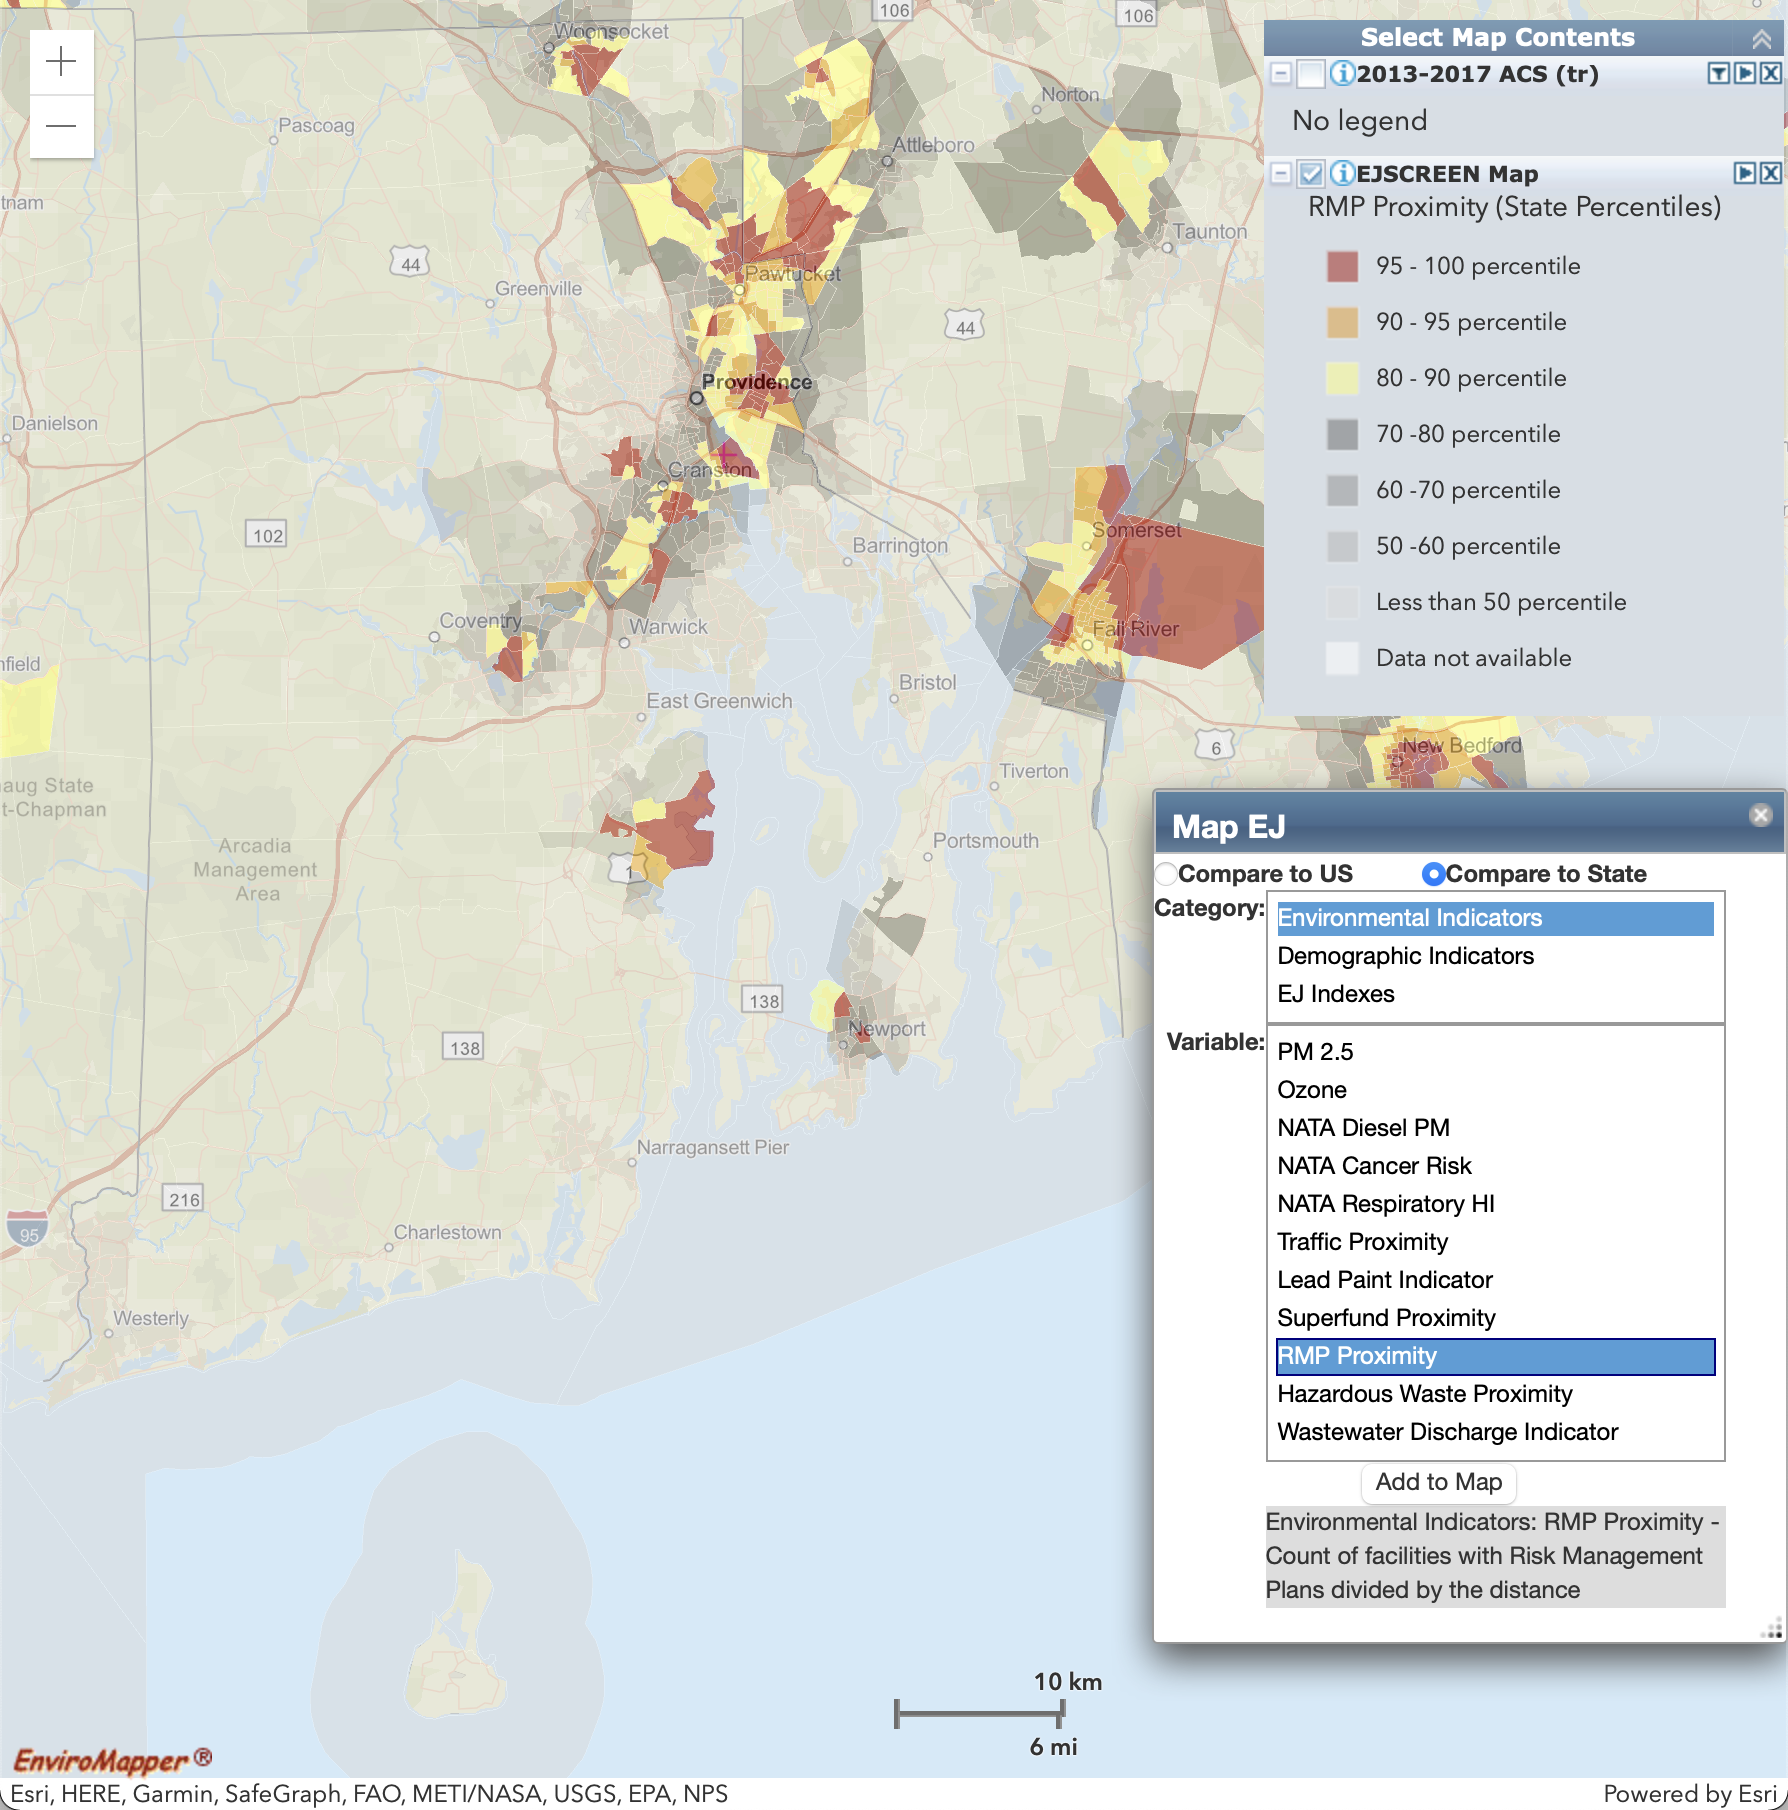 106
106
Woonsocket
Select Map Contents
2013-2017 ACS (tr)
No legend
EJSCREEN Map
RMP Proximity (State Percentiles)
95 - 100 percentile
90 - 95 percentile
80 - 90 percentile
70 -80 percentile
60 -70 percentile
50 -60 percentile
Less than 50 percentile
Data not available
Norton
Pascoag
Attleboro
tnam
Taunton
44
Pawtucket
Greenville
44
Providence
Danielson
Cranston
102
Somerset
Barrington
Coventry
Warwick
Fall River
nfield
Bristol
East Greenwich
6
New Bedford
Tiverton
aug State
t-Chapman
Portsmouth
Arcadia
Management
Area
1
138
Newport
138
Narragansett Pier
216
95
Charlestown
Westerly
Map EJ
Compare to US
Compare to State
Category:
Environmental Indicators
Demographic Indicators
EJ Indexes
Variable:
PM 2.5
Ozone
NATA Diesel PM
NATA Cancer Risk
NATA Respiratory HI
Traffic Proximity
Lead Paint Indicator
Superfund Proximity
RMP Proximity
Hazardous Waste Proximity
Wastewater Discharge Indicator
Add to Map
Environmental Indicators: RMP Proximity -
Count of facilities with Risk Management
Plans divided by the distance
10 km
6 mi
EnviroMapper ®
Esri, HERE, Garmin, SafeGraph, FAO, METI/NASA, USGS, EPA, NPS
Powered by Esri